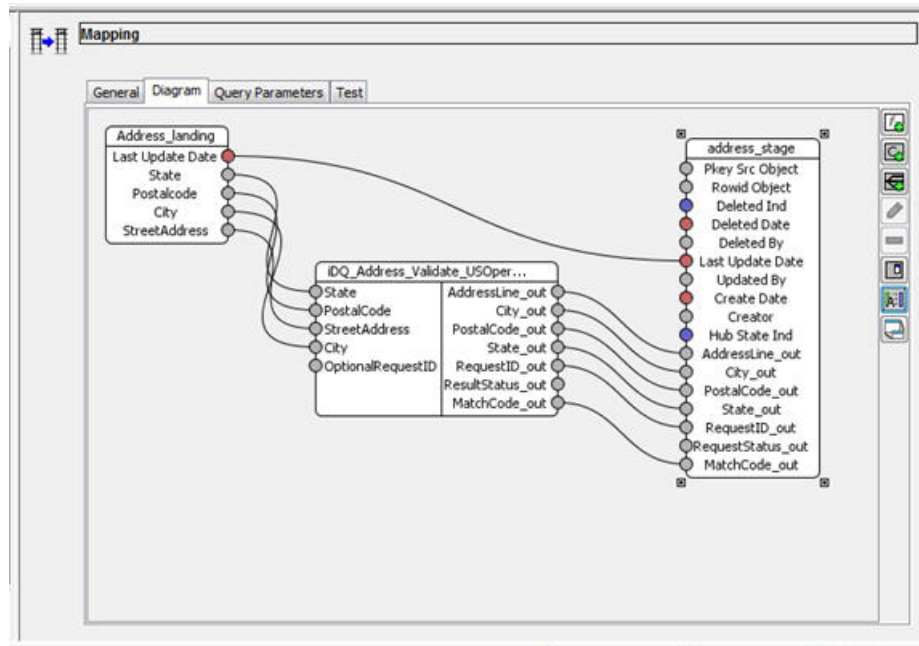 Mapping
General Diagram Query Parameters Test
Address_landing
Last Update Date
State
Postalcode
City
StreetAddress
iDQ_Address_Validate_USOper...
State
PostalCode
StreetAddress
City
OptionalRequestID
AddressLine_out
City_out
PostalCode_out
State_out
RequestID_out
ResultStatus_out
MatchCode_out
address_stage
Pkey Src Object
Rowid Object
Deleted Ind
Deleted Date
Deleted By
Last Update Date
Updated By
Create Date
Creator
Hub State Ind
AddressLine_out
City_out
PostalCode_out
State_out
RequestID_out
RequestStatus_out
MatchCode_out